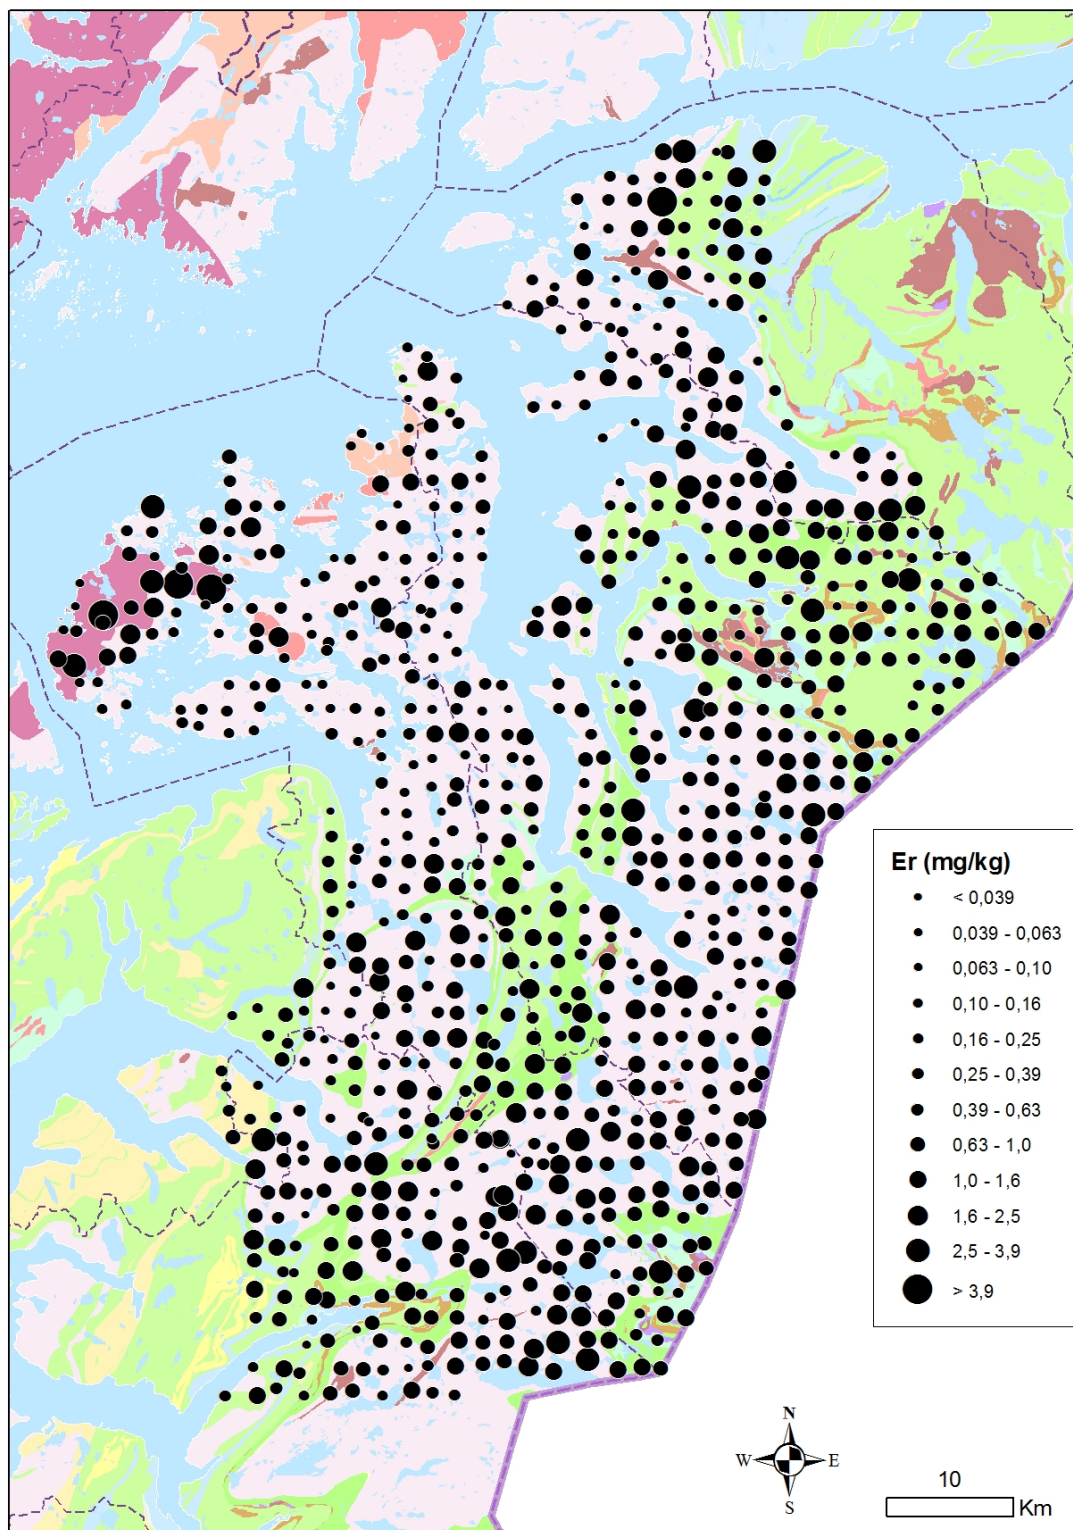 Er (mg/kg)
< 0,039
0,039 - 0,063
0,063 - 0,10
0,10 - 0,16
0,16 - 0,25
0,25 - 0,39
0,39 - 0,63
0,63 - 1,0
1,0 - 1,6
1,6 - 2,5
2,5 - 3,9
> 3,9
N
W E
S
10
Km